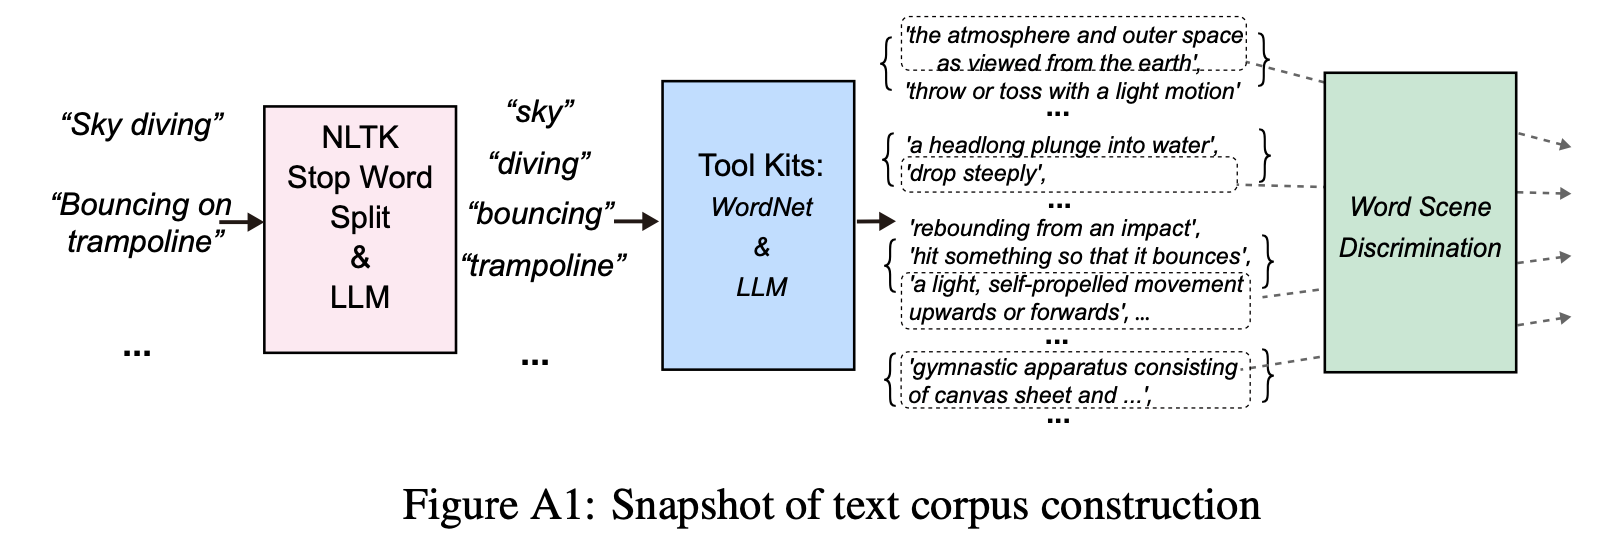 “Sky diving”
“Bouncing on
trampoline”
...
NLTK
Stop Word
Split
&
LLM
“sky”
“diving”
“bouncing”
“trampoline”
...
Tool Kits:
WordNet
&
LLM
{ 'the atmosphere and outer space }
as viewed from the earth',
'throw or toss with a light motion'
...
{ 'a headlong plunge into water', }
'drop steeply',
...
'rebounding from an impact',
{ 'hit something so that it bounces', }
'a light, self-propelled movement
upwards or forwards', ...
...
{ 'gymnastic apparatus consisting }
of canvas sheet and ...',
...
Word Scene
Discrimination
Figure A1: Snapshot of text corpus construction